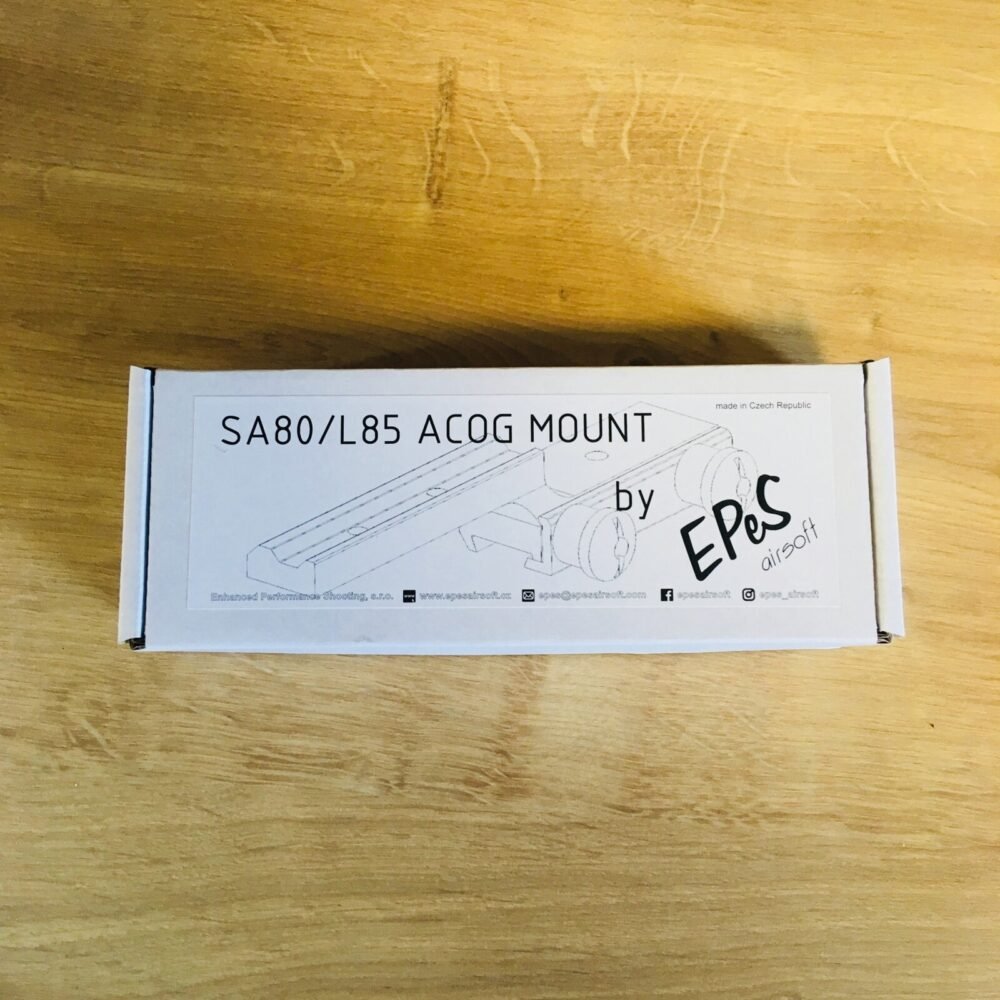 made in Czech Republic
SA80/L85 ACOG MOUNT
by
EPeS
airsoft
Enhanced Performance Shooting, s.r.o. www.epesairsoft.cz epes@epesairsoft.com epesairsoft epes_airsoft